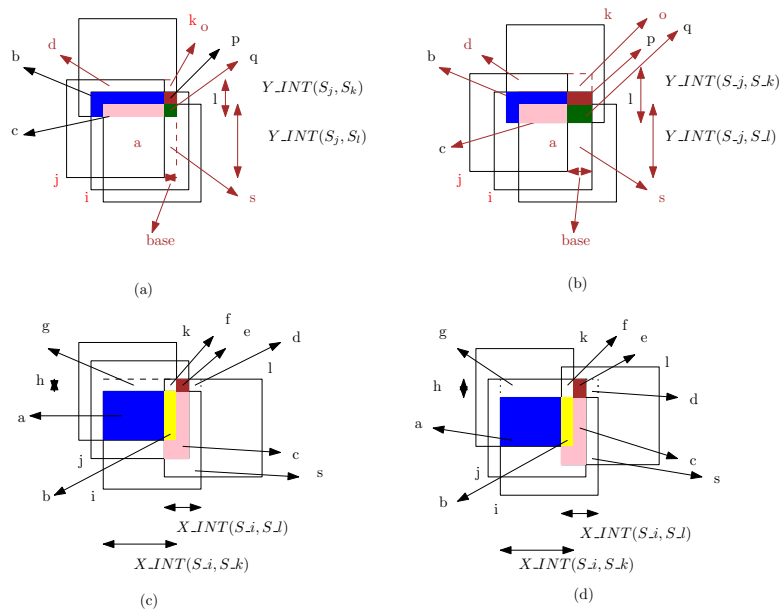 k
o
p
q
d
b
Y_INT(S_j, S_k)
l
Y_INT(S_j, S_l)
c
a
j
i
s
base
(a)
k
o
q
p
d
b
Y_INT(S_j, S_k)
l
Y_INT(S_j, S_l)
c
a
j
i
s
base
(b)
g
k
f
e
d
h
l
a
j
c
b
i
s
X_INT(S_i, S_l)
X_INT(S_i, S_k)
(c)
g
k
f
e
l
h
d
a
j
c
b
i
s
X_INT(S_i, S_l)
X_INT(S_i, S_k)
(d)